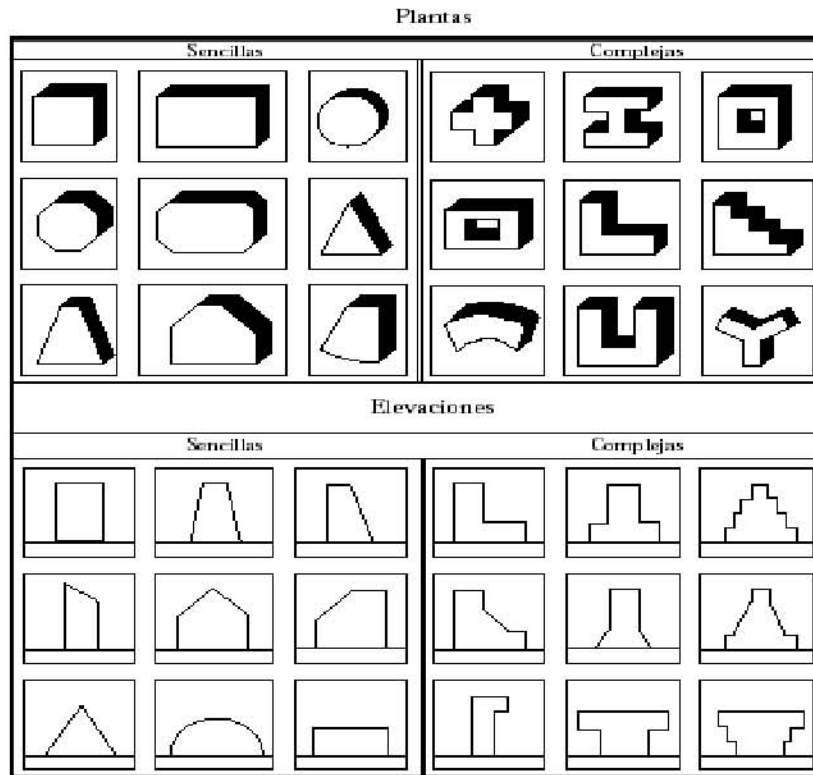 Plantas
Sencillas
Complejas
Elevaciones
Sencillas
Complejas